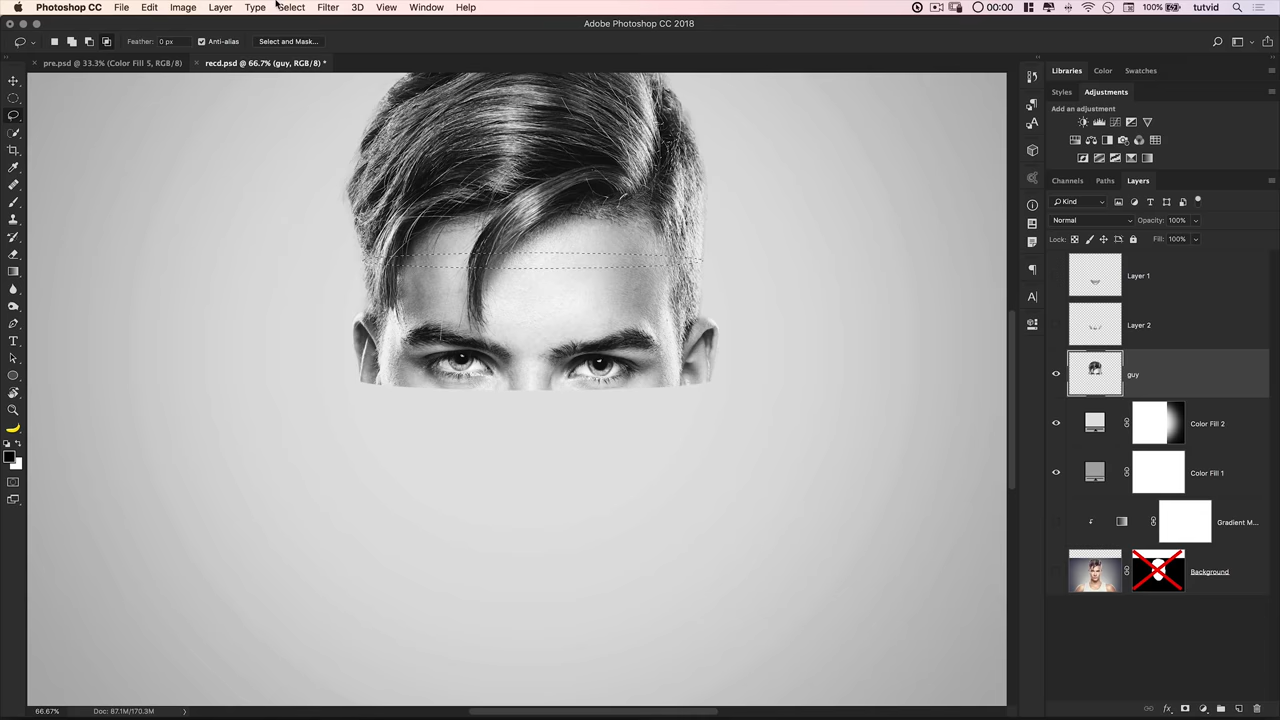 Photoshop CC File Edit Image Layer Type Select Filter 3D View Window Help 00:00 100% tutvid
Adobe Photoshop CC 2018
Feather: 0 px Anti-alias Select and Mask...
pre.psd @ 33.3% (Color Fill 5, RGB/8) recd.psd @ 66.7% (guy, RGB/8) *
Libraries Color Swatches
Styles Adjustments
Add an adjustment
Channels Paths Layers
Kind
Normal Opacity: 100%
Lock: Fill: 100%
Layer 1
Layer 2
guy
Color Fill 2
Color Fill 1
Gradient M...
Background
66.67% Doc: 87.1M/170.3M